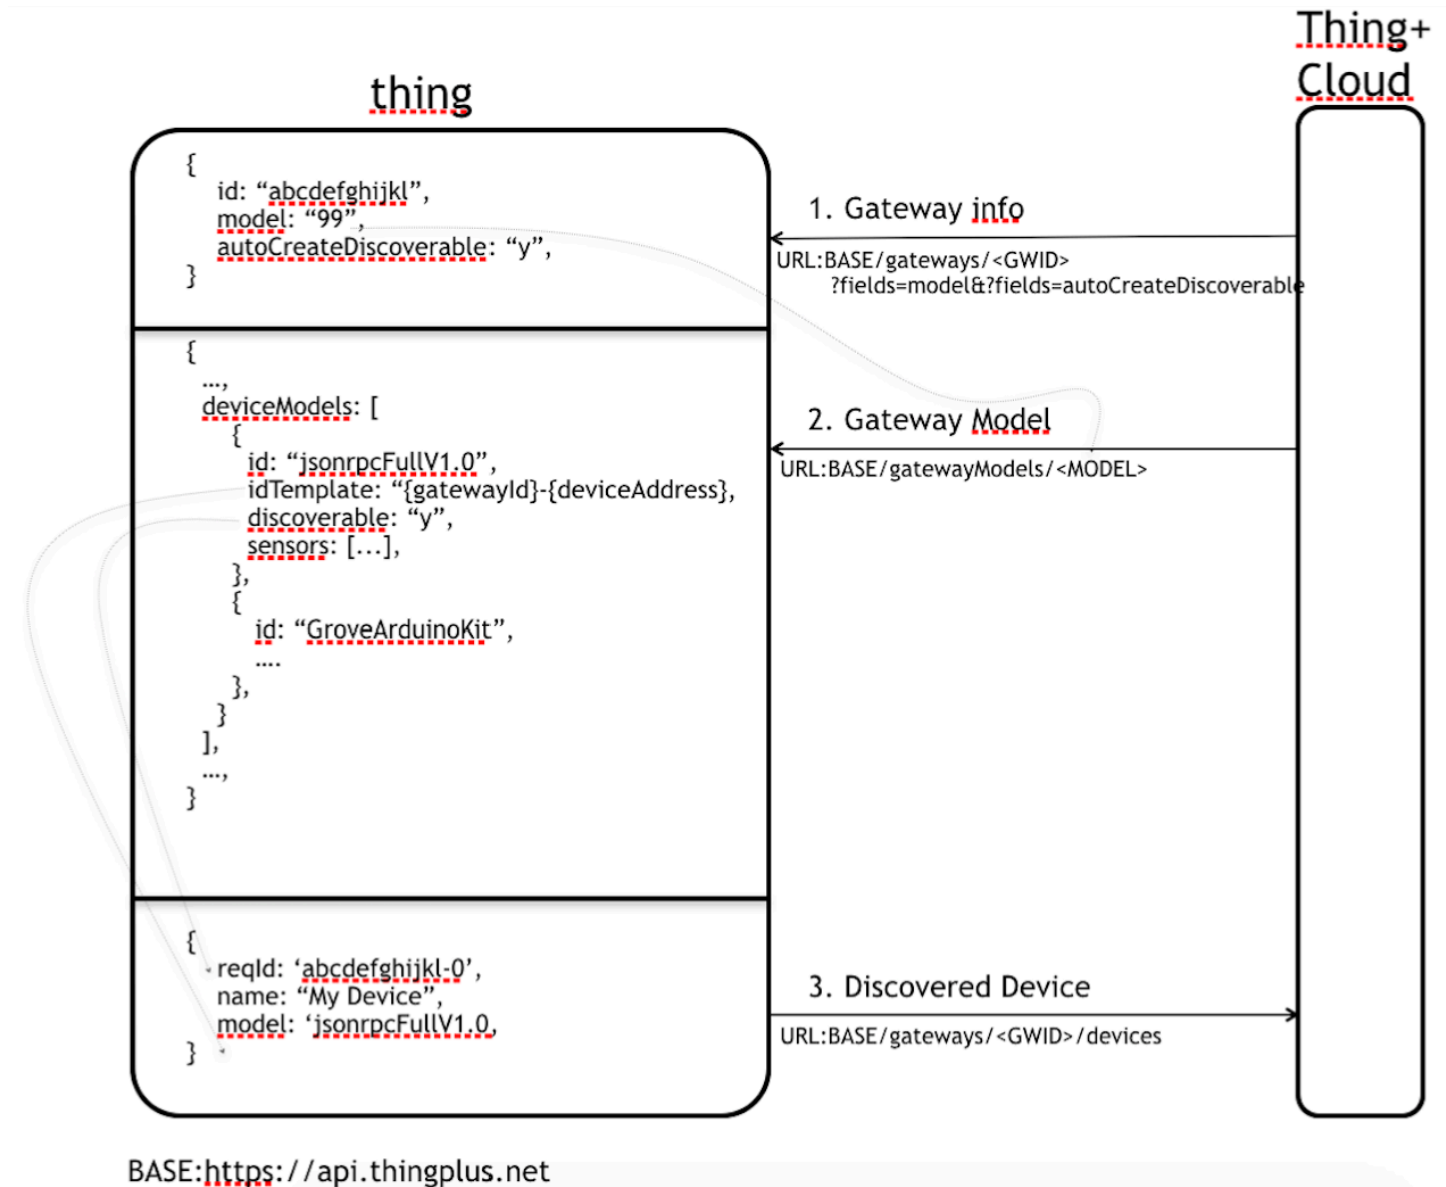 Thing+
Cloud
thing
{
id: “abcdefghijkl”,
model: “99”,
autoCreateDiscoverable: “y”,
}
1. Gateway info
URL:BASE/gateways/<GWID>
?fields=model&?fields=autoCreateDiscoverable
{
…,
deviceModels: [
{
id: “jsonrpcFullV1.0”,
idTemplate: “{gatewayId}-{deviceAddress},
discoverable: “y”,
sensors: […],
},
{
id: “GroveArduinoKit”,
….
},
}
],
…,
}
2. Gateway Model
URL:BASE/gatewayModels/<MODEL>
{
reqId: ‘abcdefghijkl-0’,
name: “My Device”,
model: ‘jsonrpcFullV1.0,
}
3. Discovered Device
URL:BASE/gateways/<GWID>/devices
BASE:https://api.thingplus.net